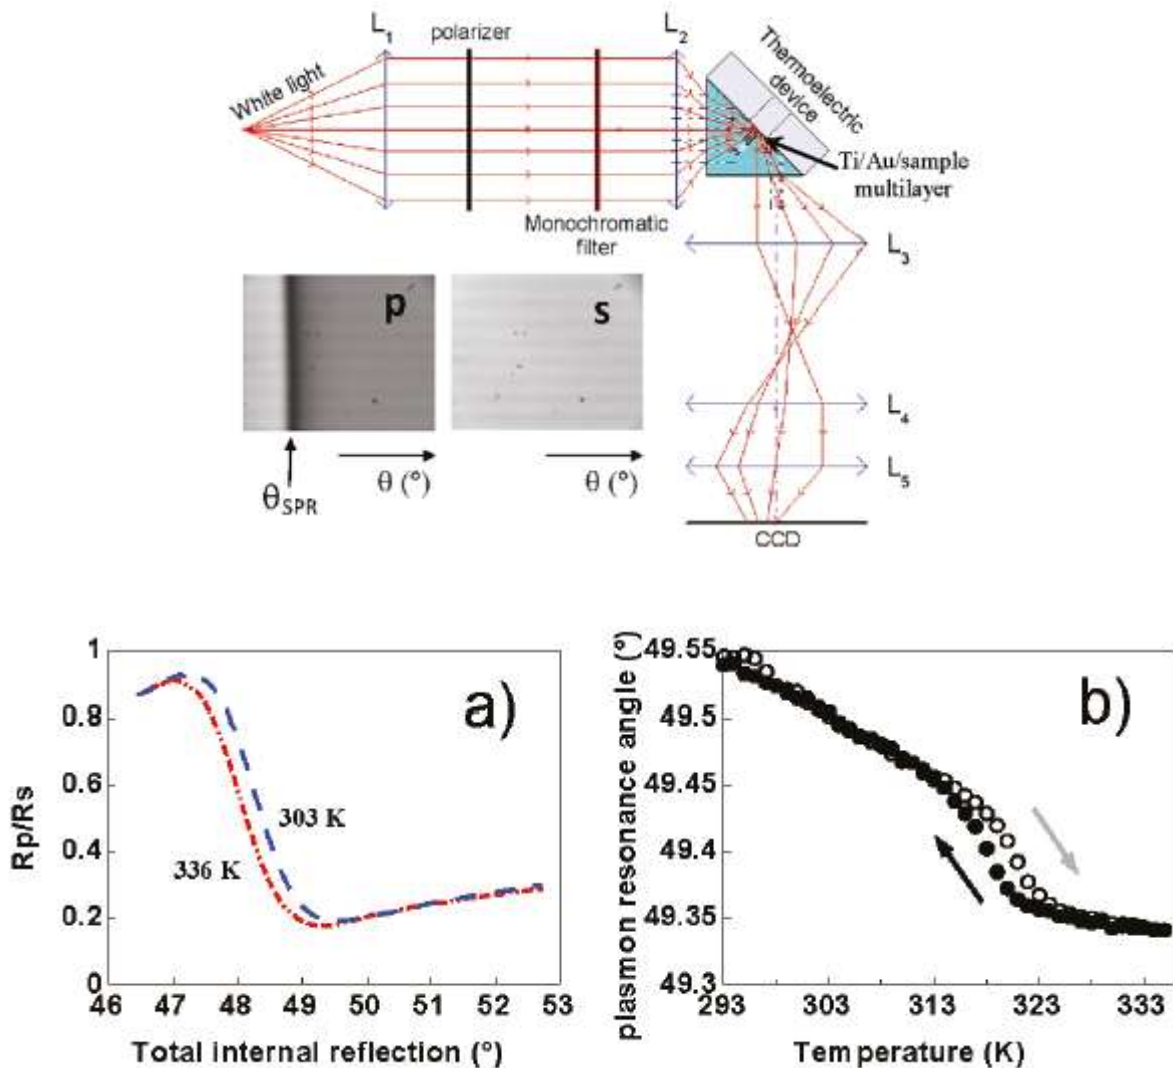 L1
polarizer
L2
White light
Thermoelectric
device
Ti/Au/sample
multilayer
Monochromatic
filter
L3
p
s
L4
L5
θSPR
θ (°)
θ (°)
CCD
a)
Rp/Rs
1
0.8
0.6
0.4
0.2
0
303 K
336 K
46 47 48 49 50 51 52 53
Total internal reflection (°)
b)
plasmon resonance angle (°)
49.55
49.5
49.45
49.4
49.35
49.3
293 303 313 323 333
Temperature (K)